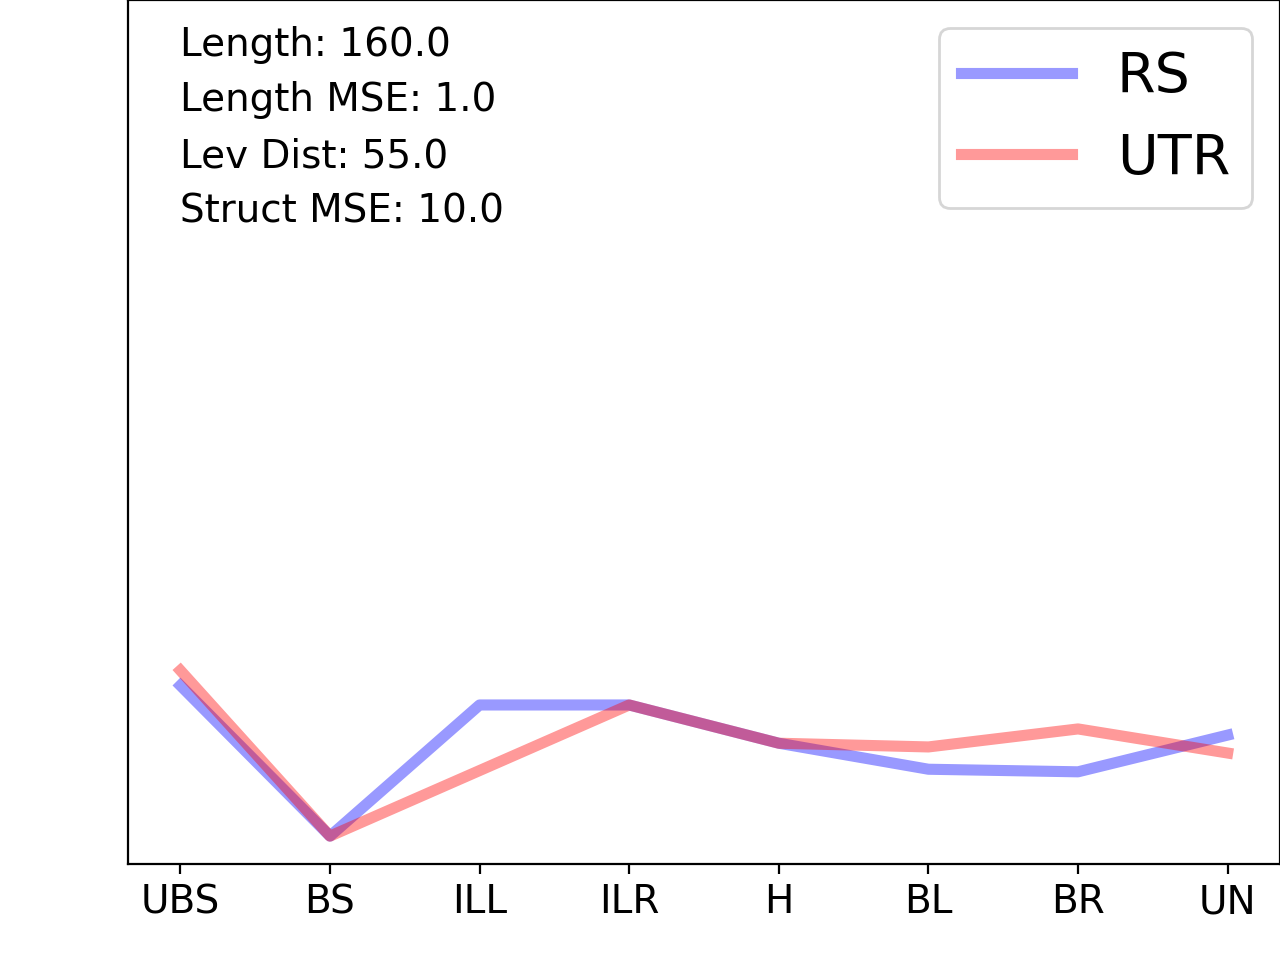 Length: 160.0
Length MSE: 1.0
Lev Dist: 55.0
Struct MSE: 10.0
RS
UTR
UBS BS ILL ILR H BL BR UN